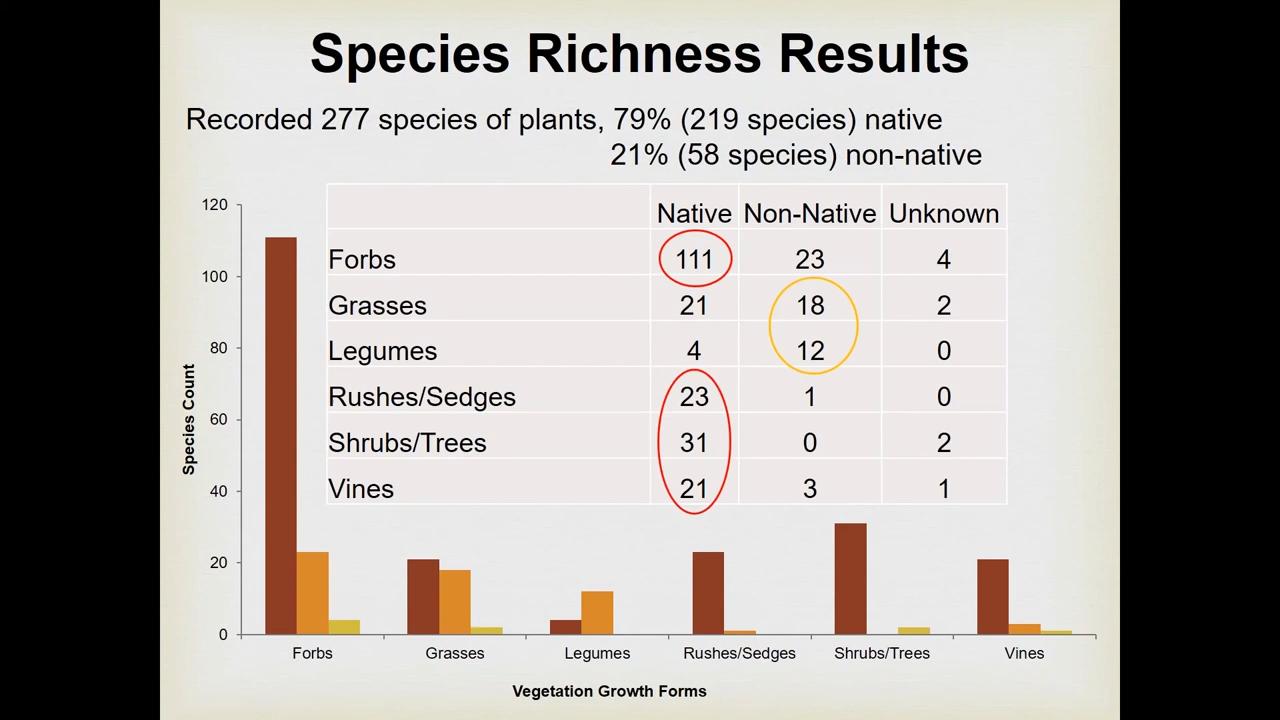 Species Richness Results
Recorded 277 species of plants, 79% (219 species) native
21% (58 species) non-native
Native Non-Native Unknown
Forbs 111 23 4
Grasses 21 18 2
Legumes 4 12 0
Rushes/Sedges 23 1 0
Shrubs/Trees 31 0 2
Vines 21 3 1
120
100
80
60
40
20
0
Species Count
Forbs Grasses Legumes Rushes/Sedges Shrubs/Trees Vines
Vegetation Growth Forms